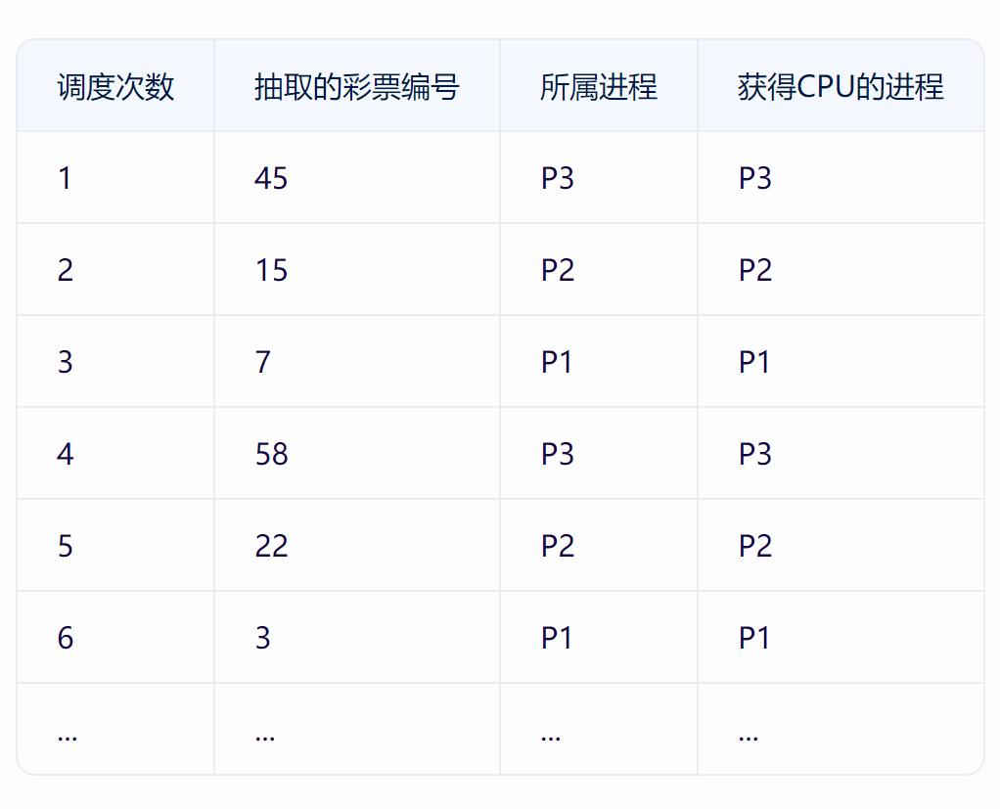 调度次数 抽取的彩票编号 所属进程 获得CPU的进程
1 45 P3 P3
2 15 P2 P2
3 7 P1 P1
4 58 P3 P3
5 22 P2 P2
6 3 P1 P1
... ... ... ...